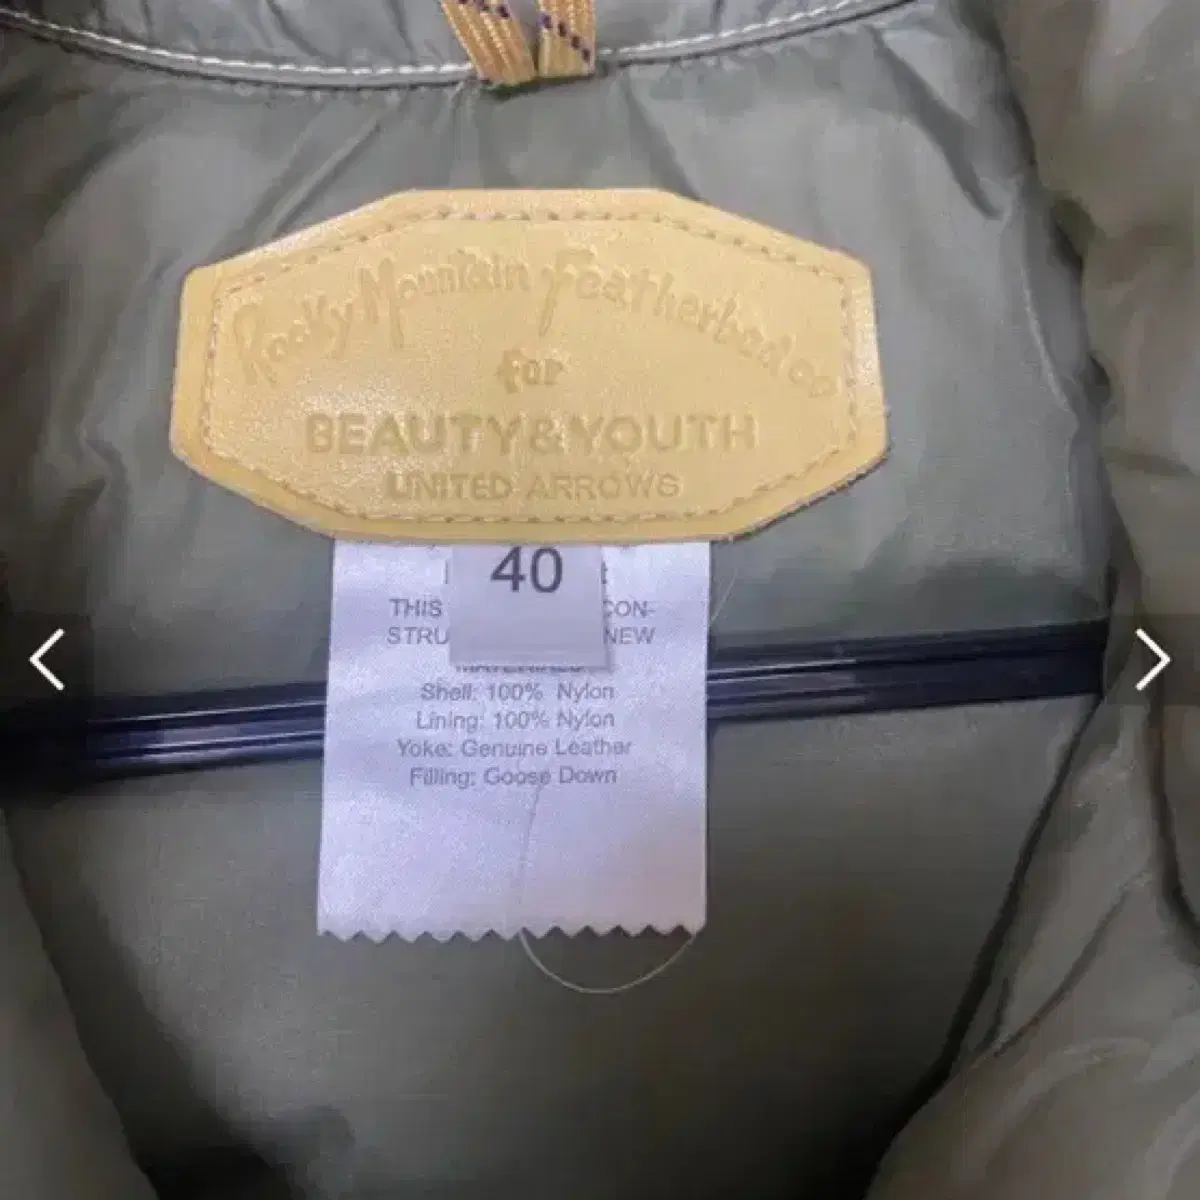 Rocky Mountain Featherbed co
for
BEAUTY&YOUTH
UNITED ARROWS
40
THIS CON-
STRU NEW
MATERIALS
Shell: 100% Nylon
Lining: 100% Nylon
Yoke: Genuine Leather
Filling: Goose Down